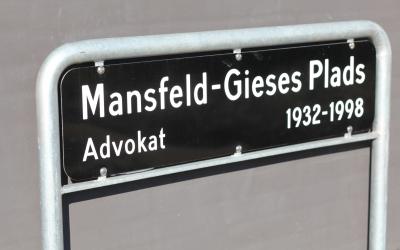 Mansfeld-Gieses Plads
1932-1998
Advokat